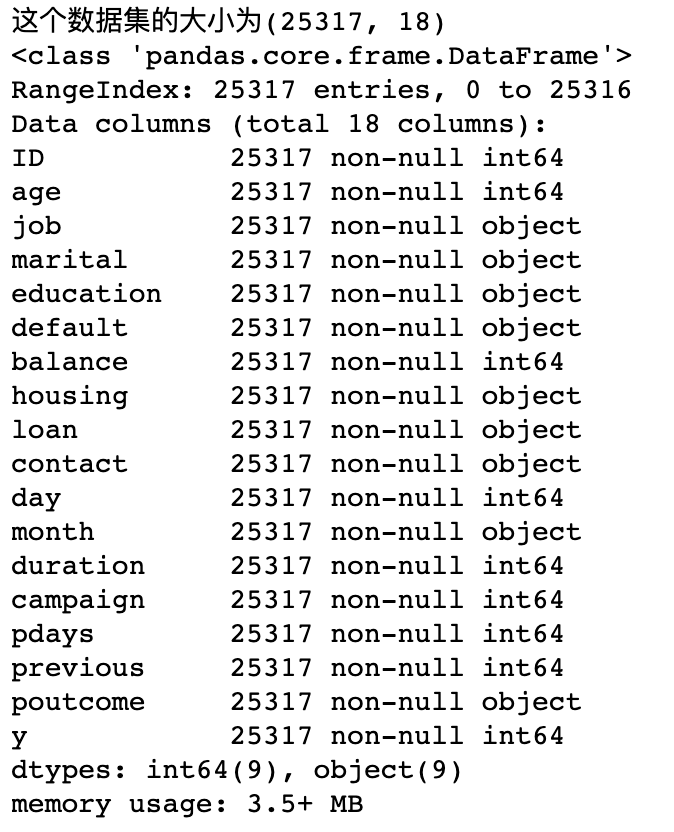 这个数据集的大小为(25317, 18)
<class 'pandas.core.frame.DataFrame'>
RangeIndex: 25317 entries, 0 to 25316
Data columns (total 18 columns):
ID           25317 non-null int64
age          25317 non-null int64
job          25317 non-null object
marital      25317 non-null object
education    25317 non-null object
default      25317 non-null object
balance      25317 non-null int64
housing      25317 non-null object
loan         25317 non-null object
contact      25317 non-null object
day          25317 non-null int64
month        25317 non-null object
duration     25317 non-null int64
campaign     25317 non-null int64
pdays        25317 non-null int64
previous     25317 non-null int64
poutcome     25317 non-null object
y            25317 non-null int64
dtypes: int64(9), object(9)
memory usage: 3.5+ MB